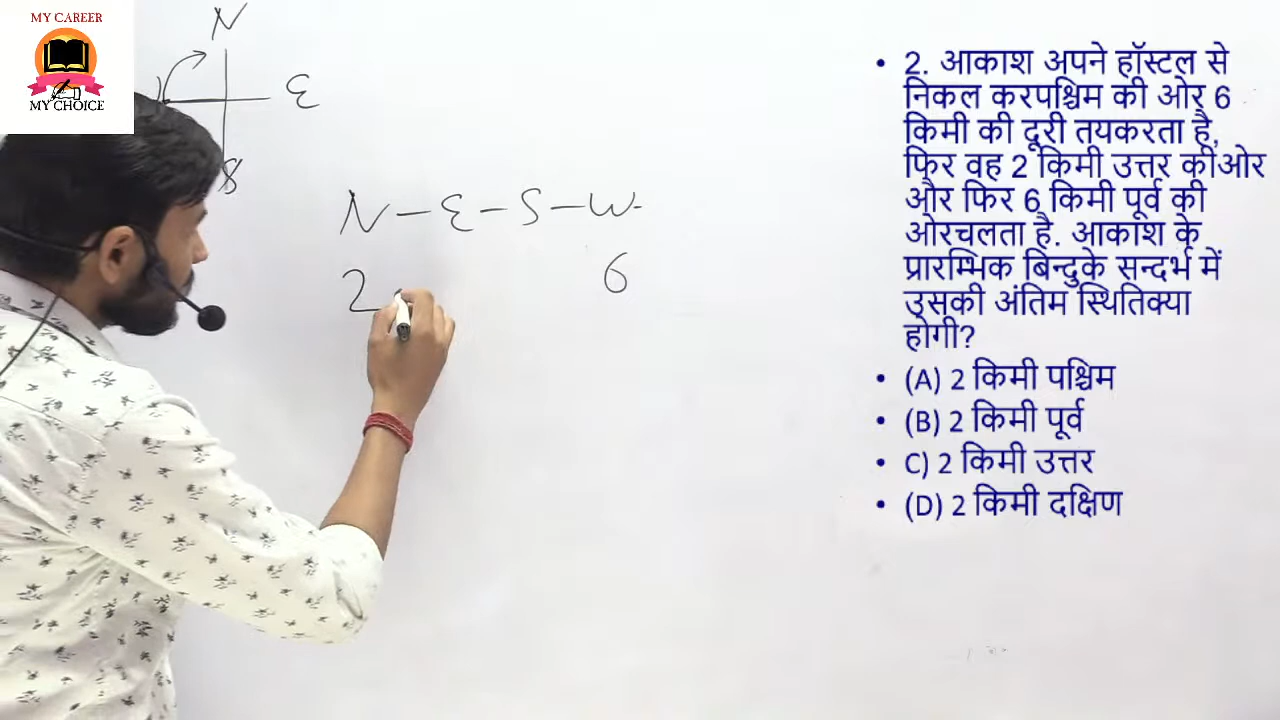 MY CAREER
MY CHOICE
N
E
S
N - E - S - W
2
6
• 2. आकाश अपने हॉस्टल से
निकल करपश्चिम की ओर 6
किमी की दूरी तयकरता है,
फिर वह 2 किमी उत्तर कीओर
और फिर 6 किमी पूर्व की
ओरचलता है. आकाश के
प्रारम्भिक बिन्दुके सन्दर्भ में
उसकी अंतिम स्थितिक्या
होगी?
• (A) 2 किमी पश्चिम
• (B) 2 किमी पूर्व
• C) 2 किमी उत्तर
• (D) 2 किमी दक्षिण